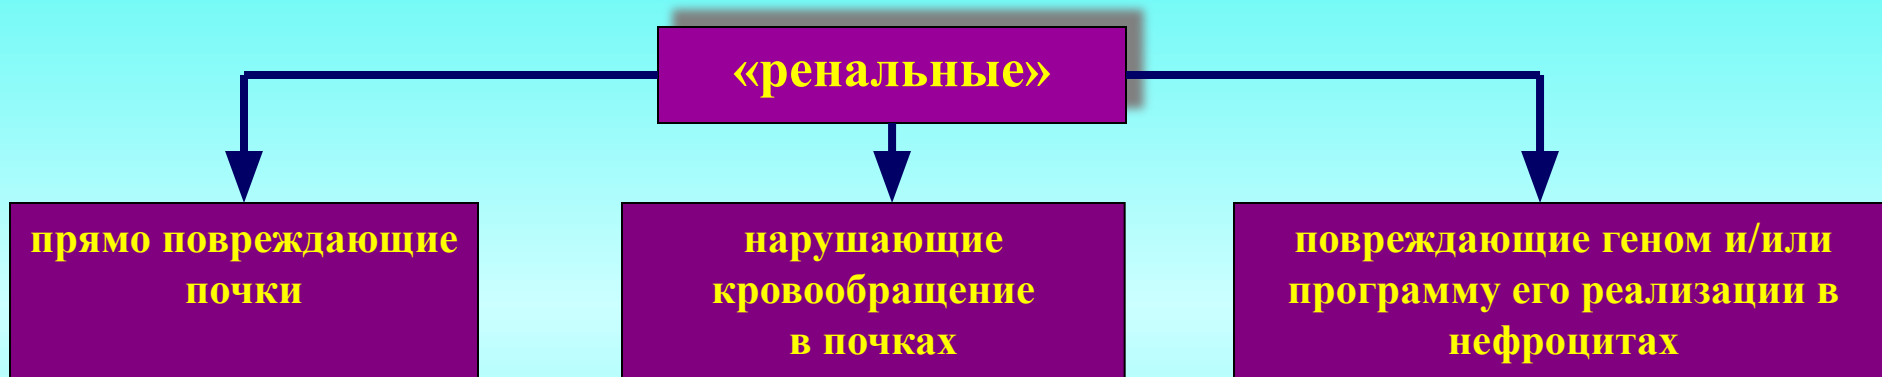 «ренальные»
прямо повреждающие
почки
нарушающие
кровообращение
в почках
повреждающие геном и/или
программу его реализации в
нефроцитах